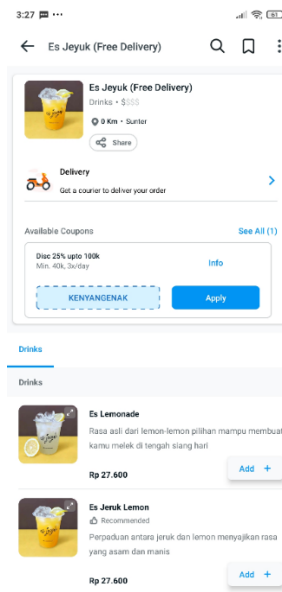 3:27
61
Es Jeyuk (Free Delivery)
Es Jeyuk (Free Delivery)
Drinks • $$$$
0 Km • Sunter
Share
Delivery
Get a courier to deliver your order
Available Coupons
See All (1)
Disc 25% upto 100k
Min. 40k, 3x/day
Info
KENYANGENAK
Apply
Drinks
Drinks
Es Lemonade
Rasa asli dari lemon-lemon pilihan mampu membuat
kamu melek di tengah siang hari
Rp 27.600
Add +
Es Jeruk Lemon
Recommended
Perpaduan antara jeruk dan lemon menyajikan rasa
yang asam dan manis
Rp 27.600
Add +